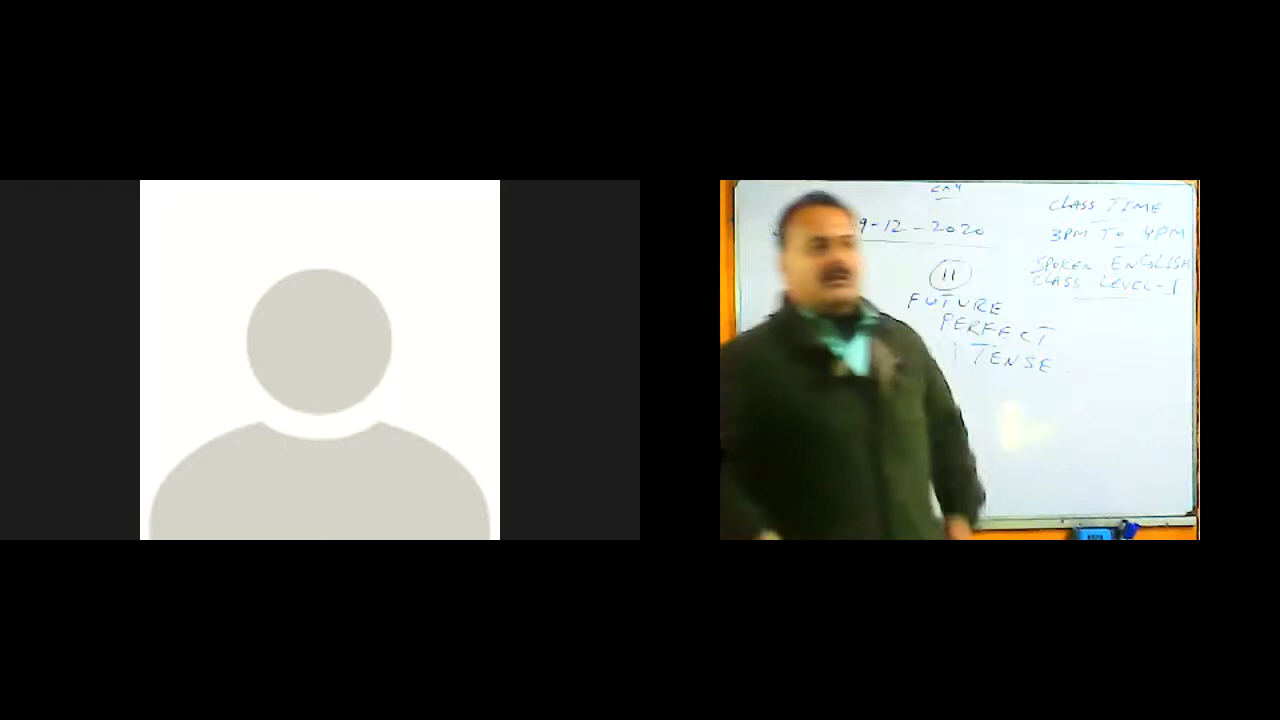 9-12-2020
CLASS TIME
3PM TO 4PM
SPOKEN ENGLISH
CLASS LEVEL-I
11
FUTURE
PERFECT
TENSE